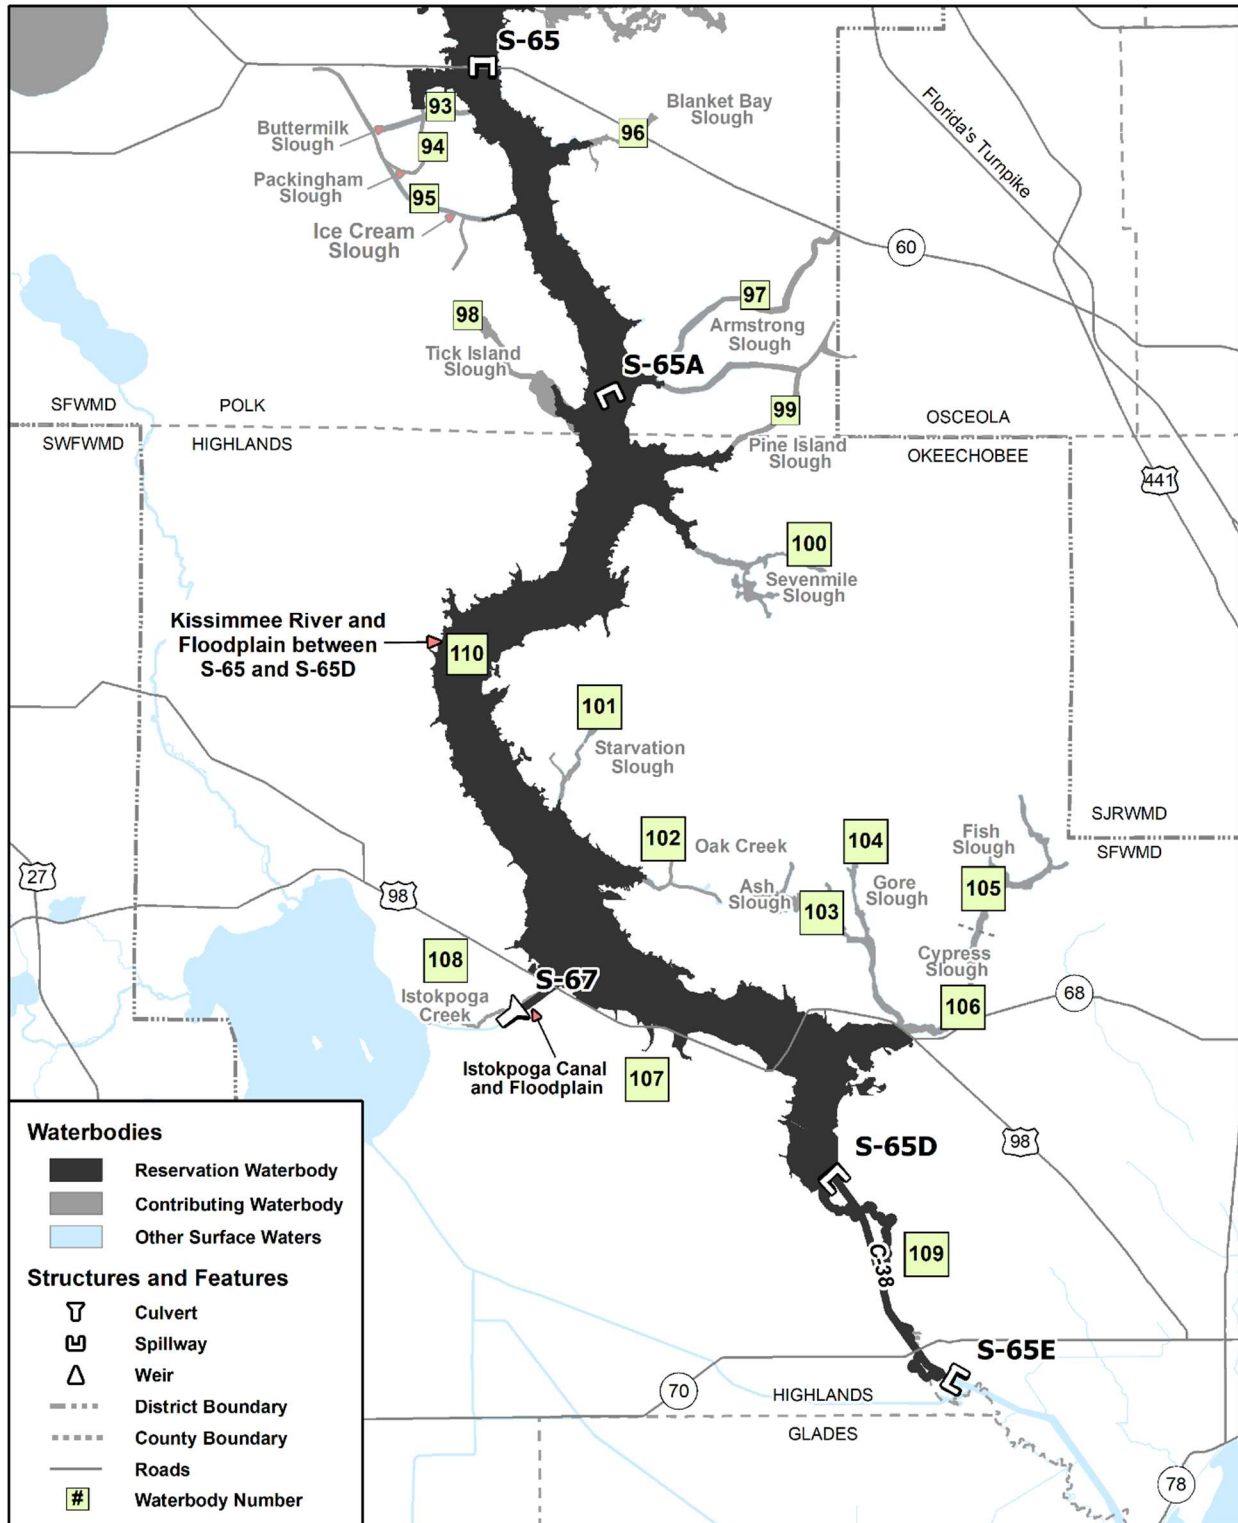 S-65
93
Blanket Bay
Slough
Buttermilk
Slough
96
94
Packingham
Slough
95
Ice Cream
Slough
Florida's Turnpike
60
97
98
Armstrong
Slough
Tick Island
Slough
S-65A
SFWMD
POLK
99
OSCEOLA
SWFWMD
HIGHLANDS
Pine Island
Slough
OKEECHOBEE
441
100
Sevenmile
Slough
Kissimmee River and
Floodplain between
S-65 and S-65D
110
101
Starvation
Slough
102
Oak Creek
104
Fish
Slough
SJRWMD
SFWMD
27
98
Ash
Slough
103
Gore
Slough
105
108
Istokpoga
Creek
S-67
Cypress
Slough
106
68
Istokpoga Canal
and Floodplain
107
S-65D
98
109
C-38
S-65E
70
HIGHLANDS
GLADES
78
Waterbodies
Reservation Waterbody
Contributing Waterbody
Other Surface Waters
Structures and Features
Culvert
Spillway
Weir
District Boundary
County Boundary
Roads
# Waterbody Number